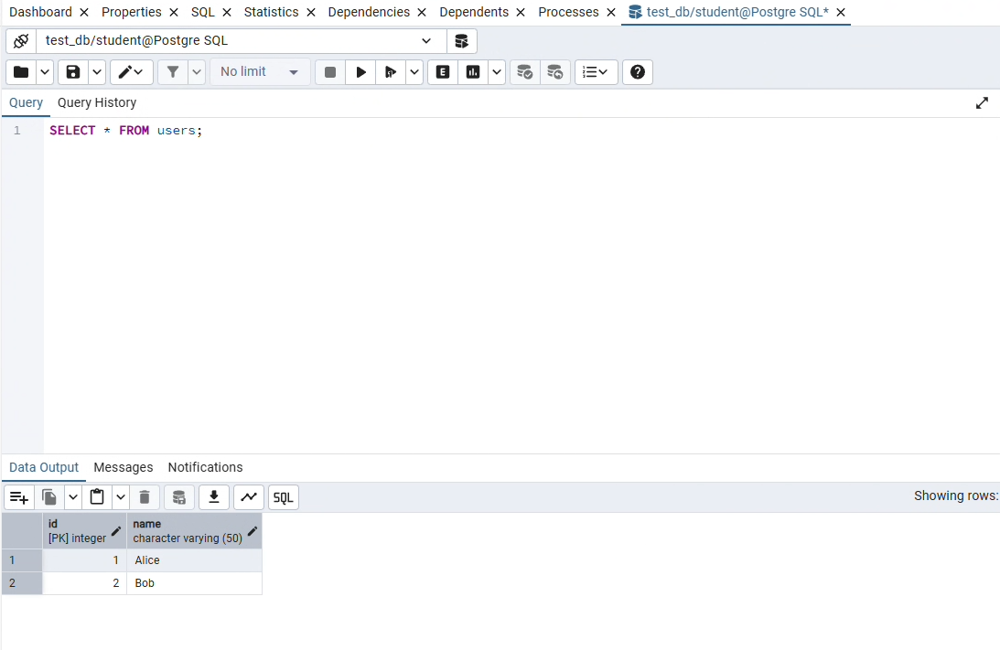 Dashboard Properties SQL Statistics Dependencies Dependents Processes test_db/student@Postgre SQL*
test_db/student@Postgre SQL
No limit E
Query Query History
1 SELECT * FROM users;
Data Output Messages Notifications
SQL Showing rows:
id name
[PK] integer character varying (50)
1 1 Alice
2 2 Bob